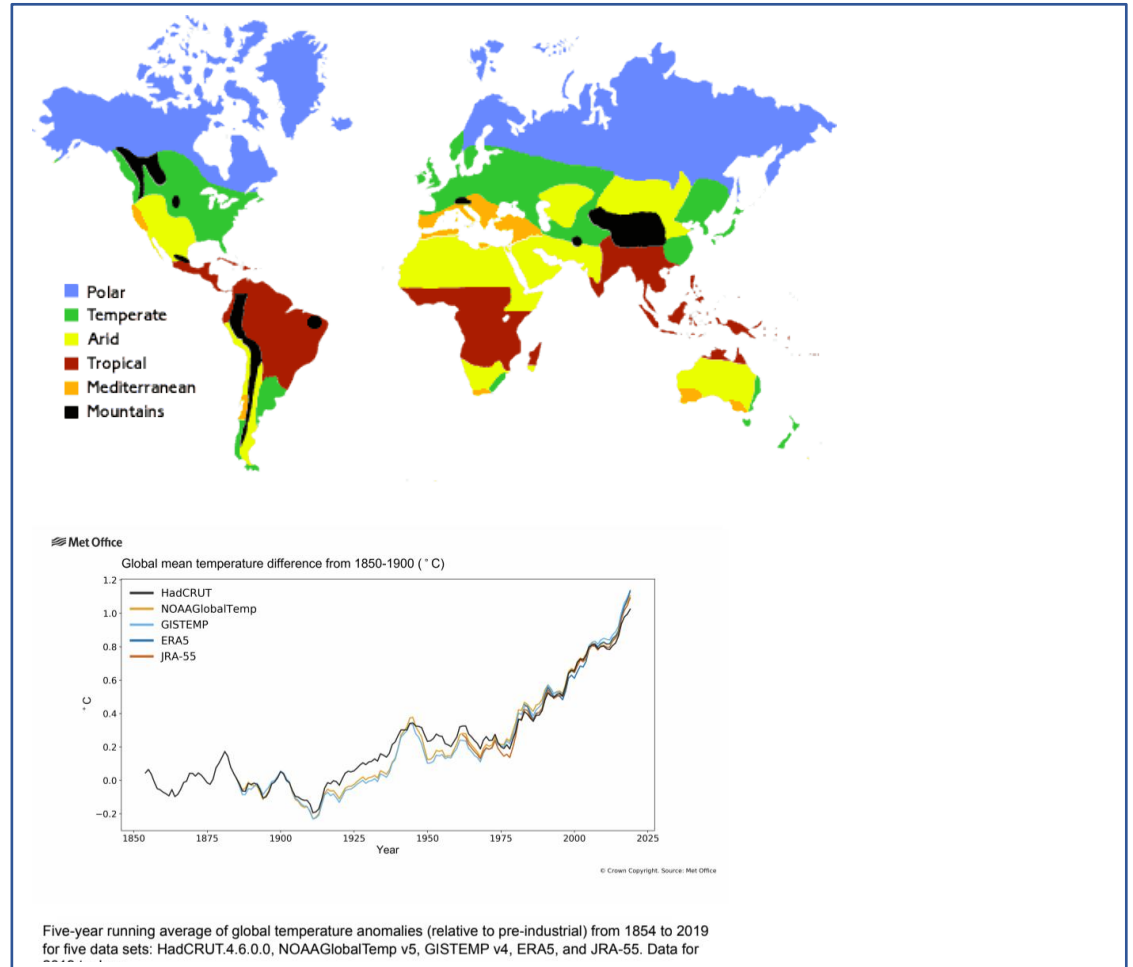 Polar
Temperate
Arid
Tropical
Mediterranean
Mountains
Met Office
Global mean temperature difference from 1850-1900 (°C)
1.2
1.0
0.8
0.6
0.4
0.2
0.0
−0.2
°C
HadCRUT
NOAAGlobalTemp
GISTEMP
ERA5
JRA-55
1850 1875 1900 1925 1950 1975 2000 2025
Year
© Crown Copyright. Source: Met Office
Five-year running average of global temperature anomalies (relative to pre-industrial) from 1854 to 2019
for five data sets: HadCRUT.4.6.0.0, NOAAGlobalTemp v5, GISTEMP v4, ERA5, and JRA-55. Data for